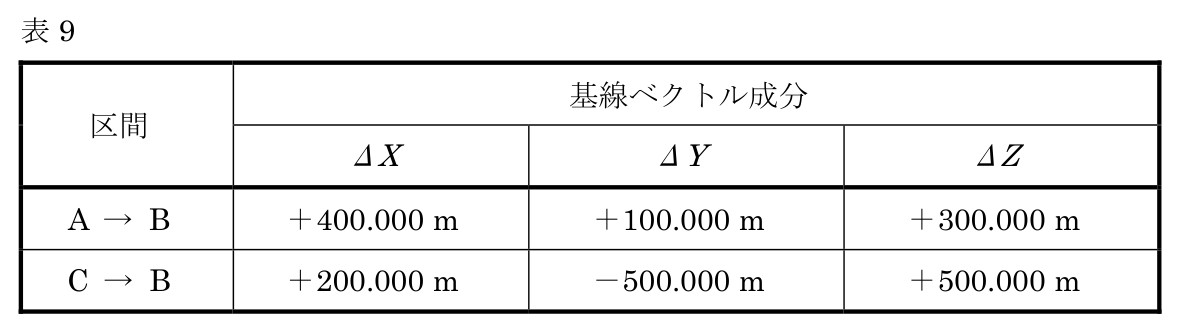 表 9
区間
基線ベクトル成分
ΔX ΔY ΔZ
A → B +400.000 m +100.000 m +300.000 m
C → B +200.000 m -500.000 m +500.000 m